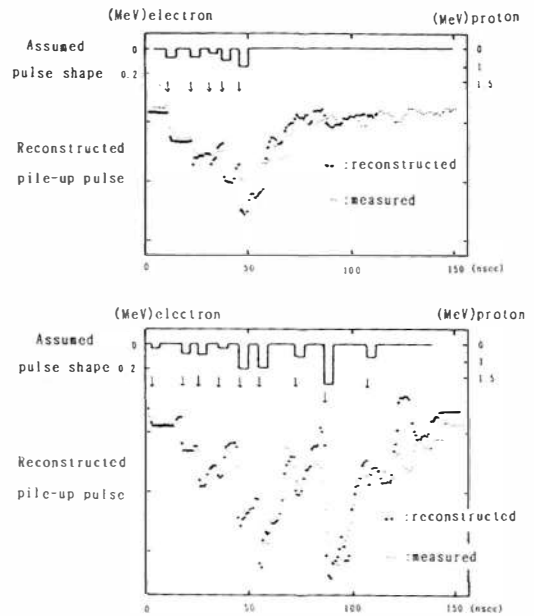 (MeV)electron (MeV)proton
Assumed 0 0
pulse shape 0.2 1
1.5
Reconstructed
:reconstructed
pile-up pulse
:measured
0 50 100 150 (nsec)
(MeV)electron (MeV)proton
Assumed 0 0
pulse shape 0.2 1
1.5
Reconstructed
pile-up pulse
:reconstructed
:measured
0 50 100 150 (nsec)